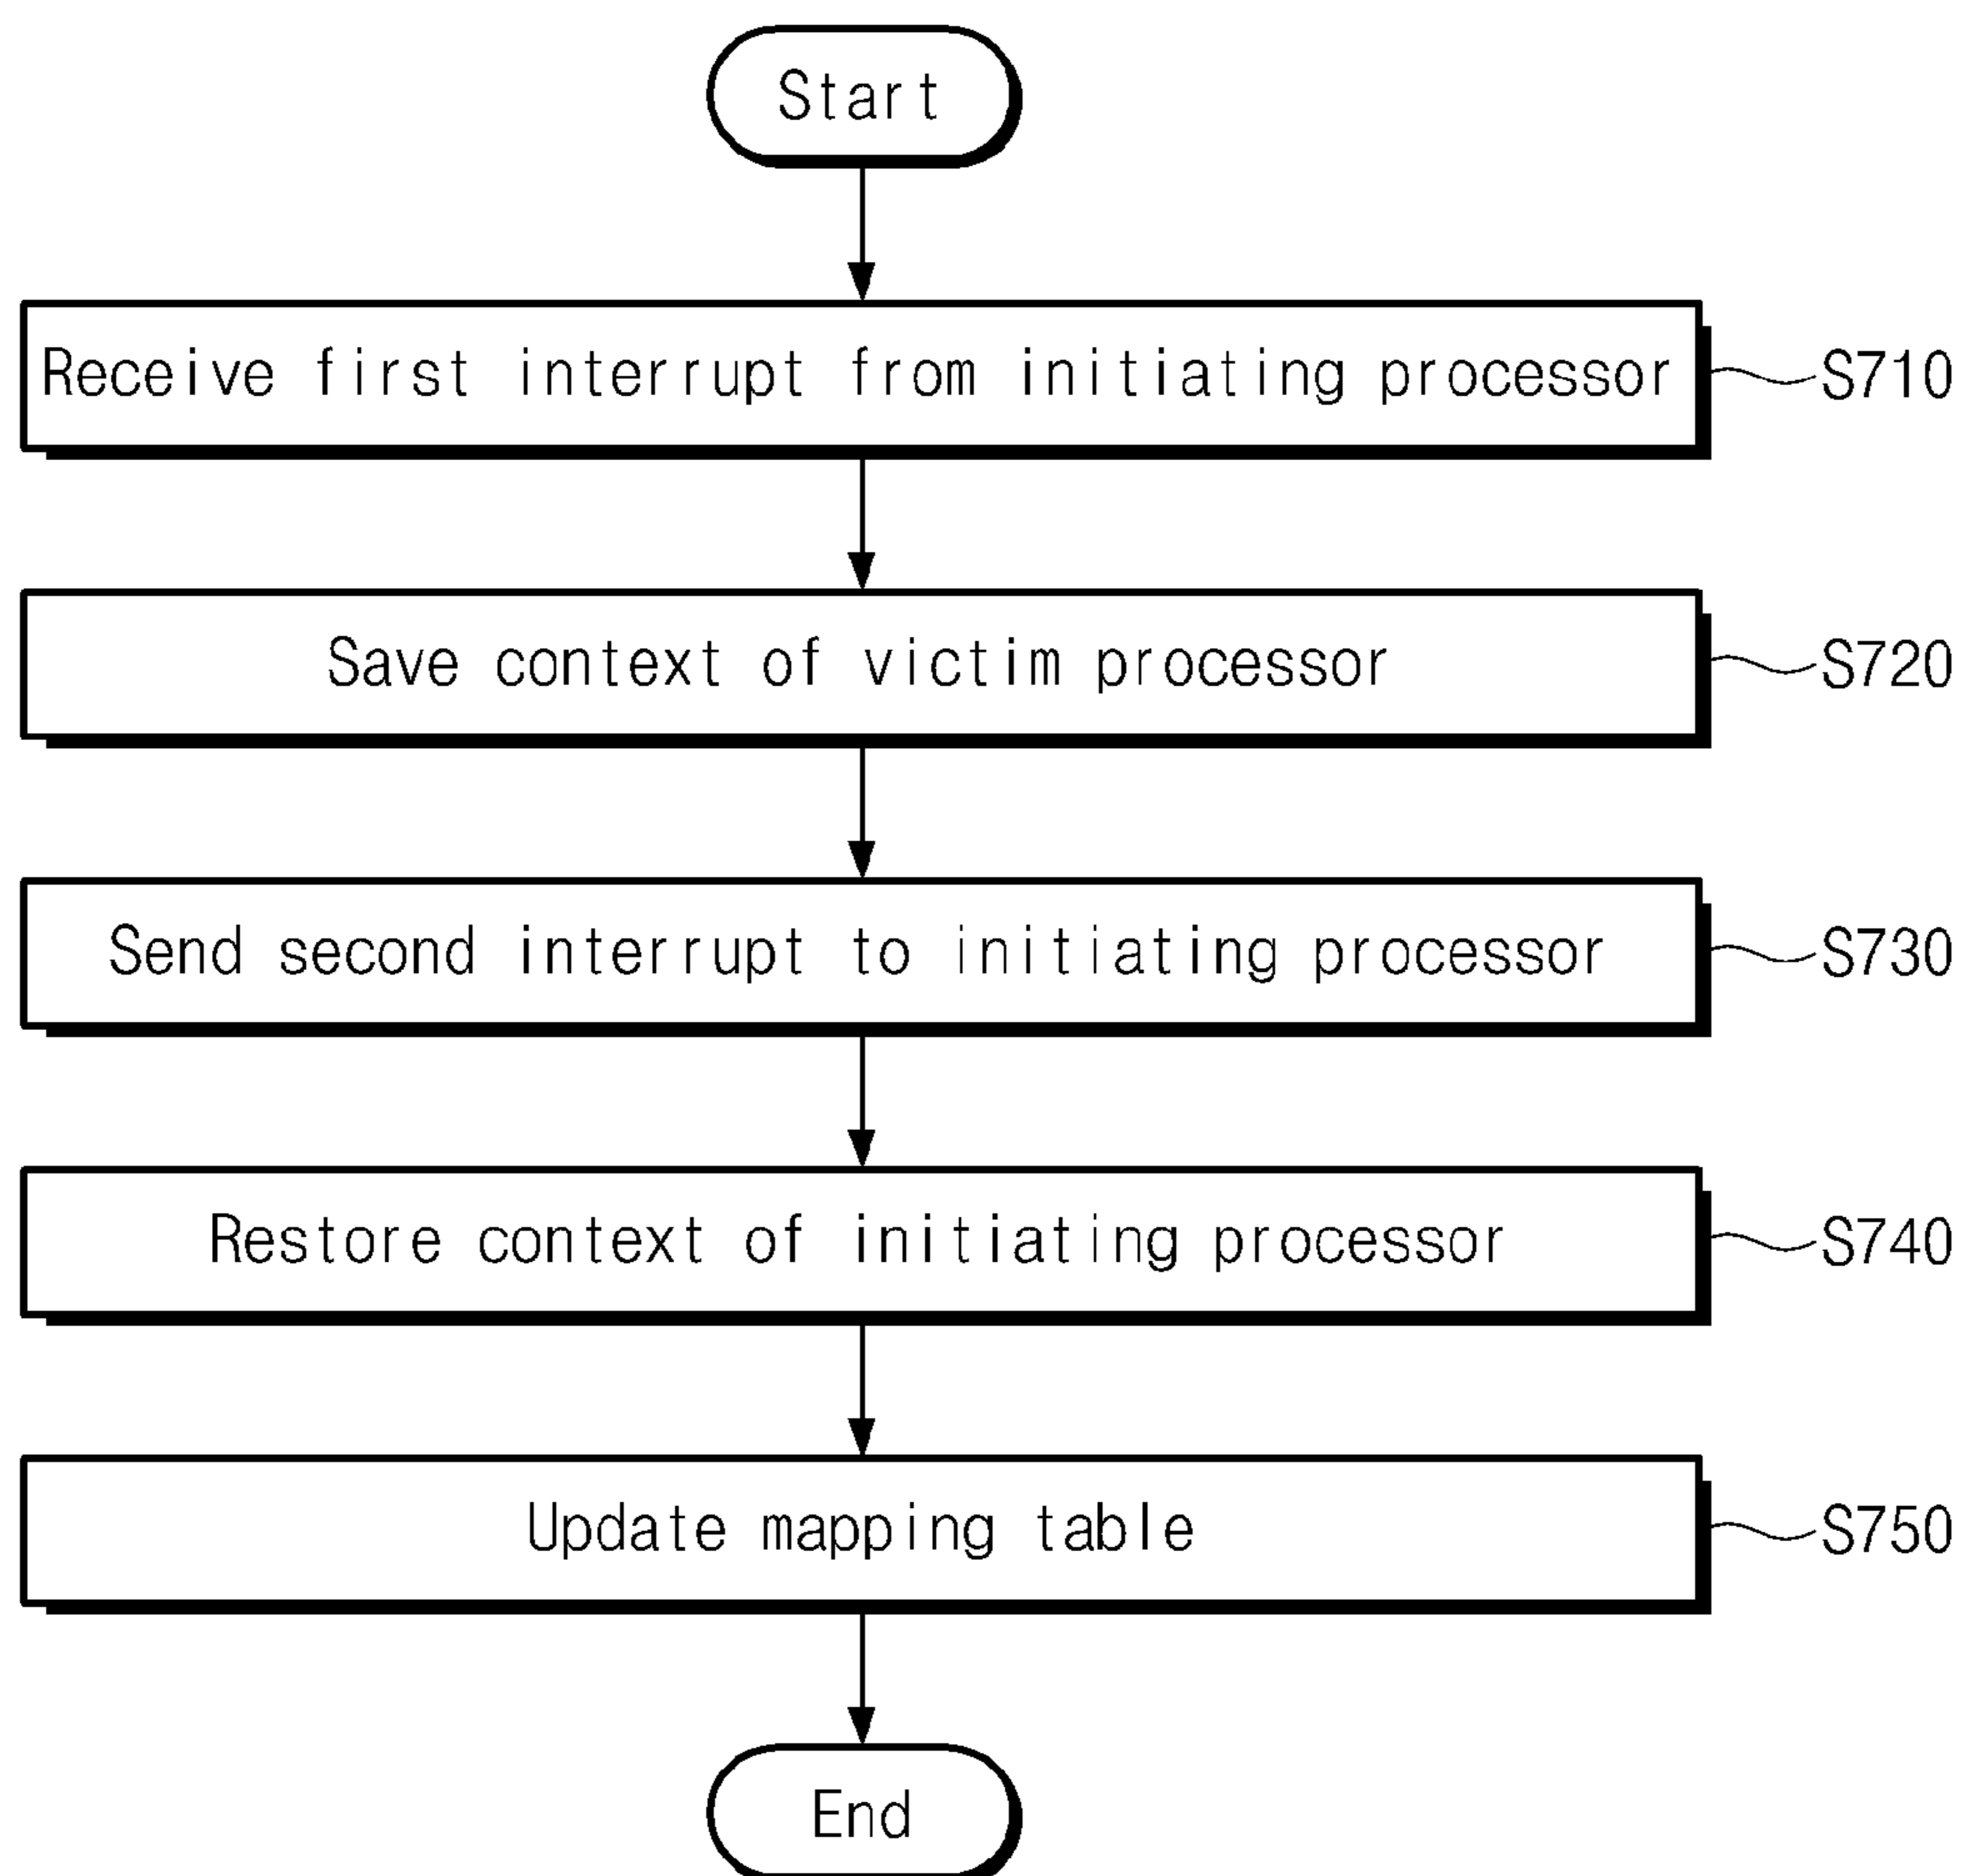 Start
Receive first interrupt from initiating processor S710
Save context of victim processor S720
Send second interrupt to initiating processor S730
Restore context of initiating processor S740
Update mapping table S750
End